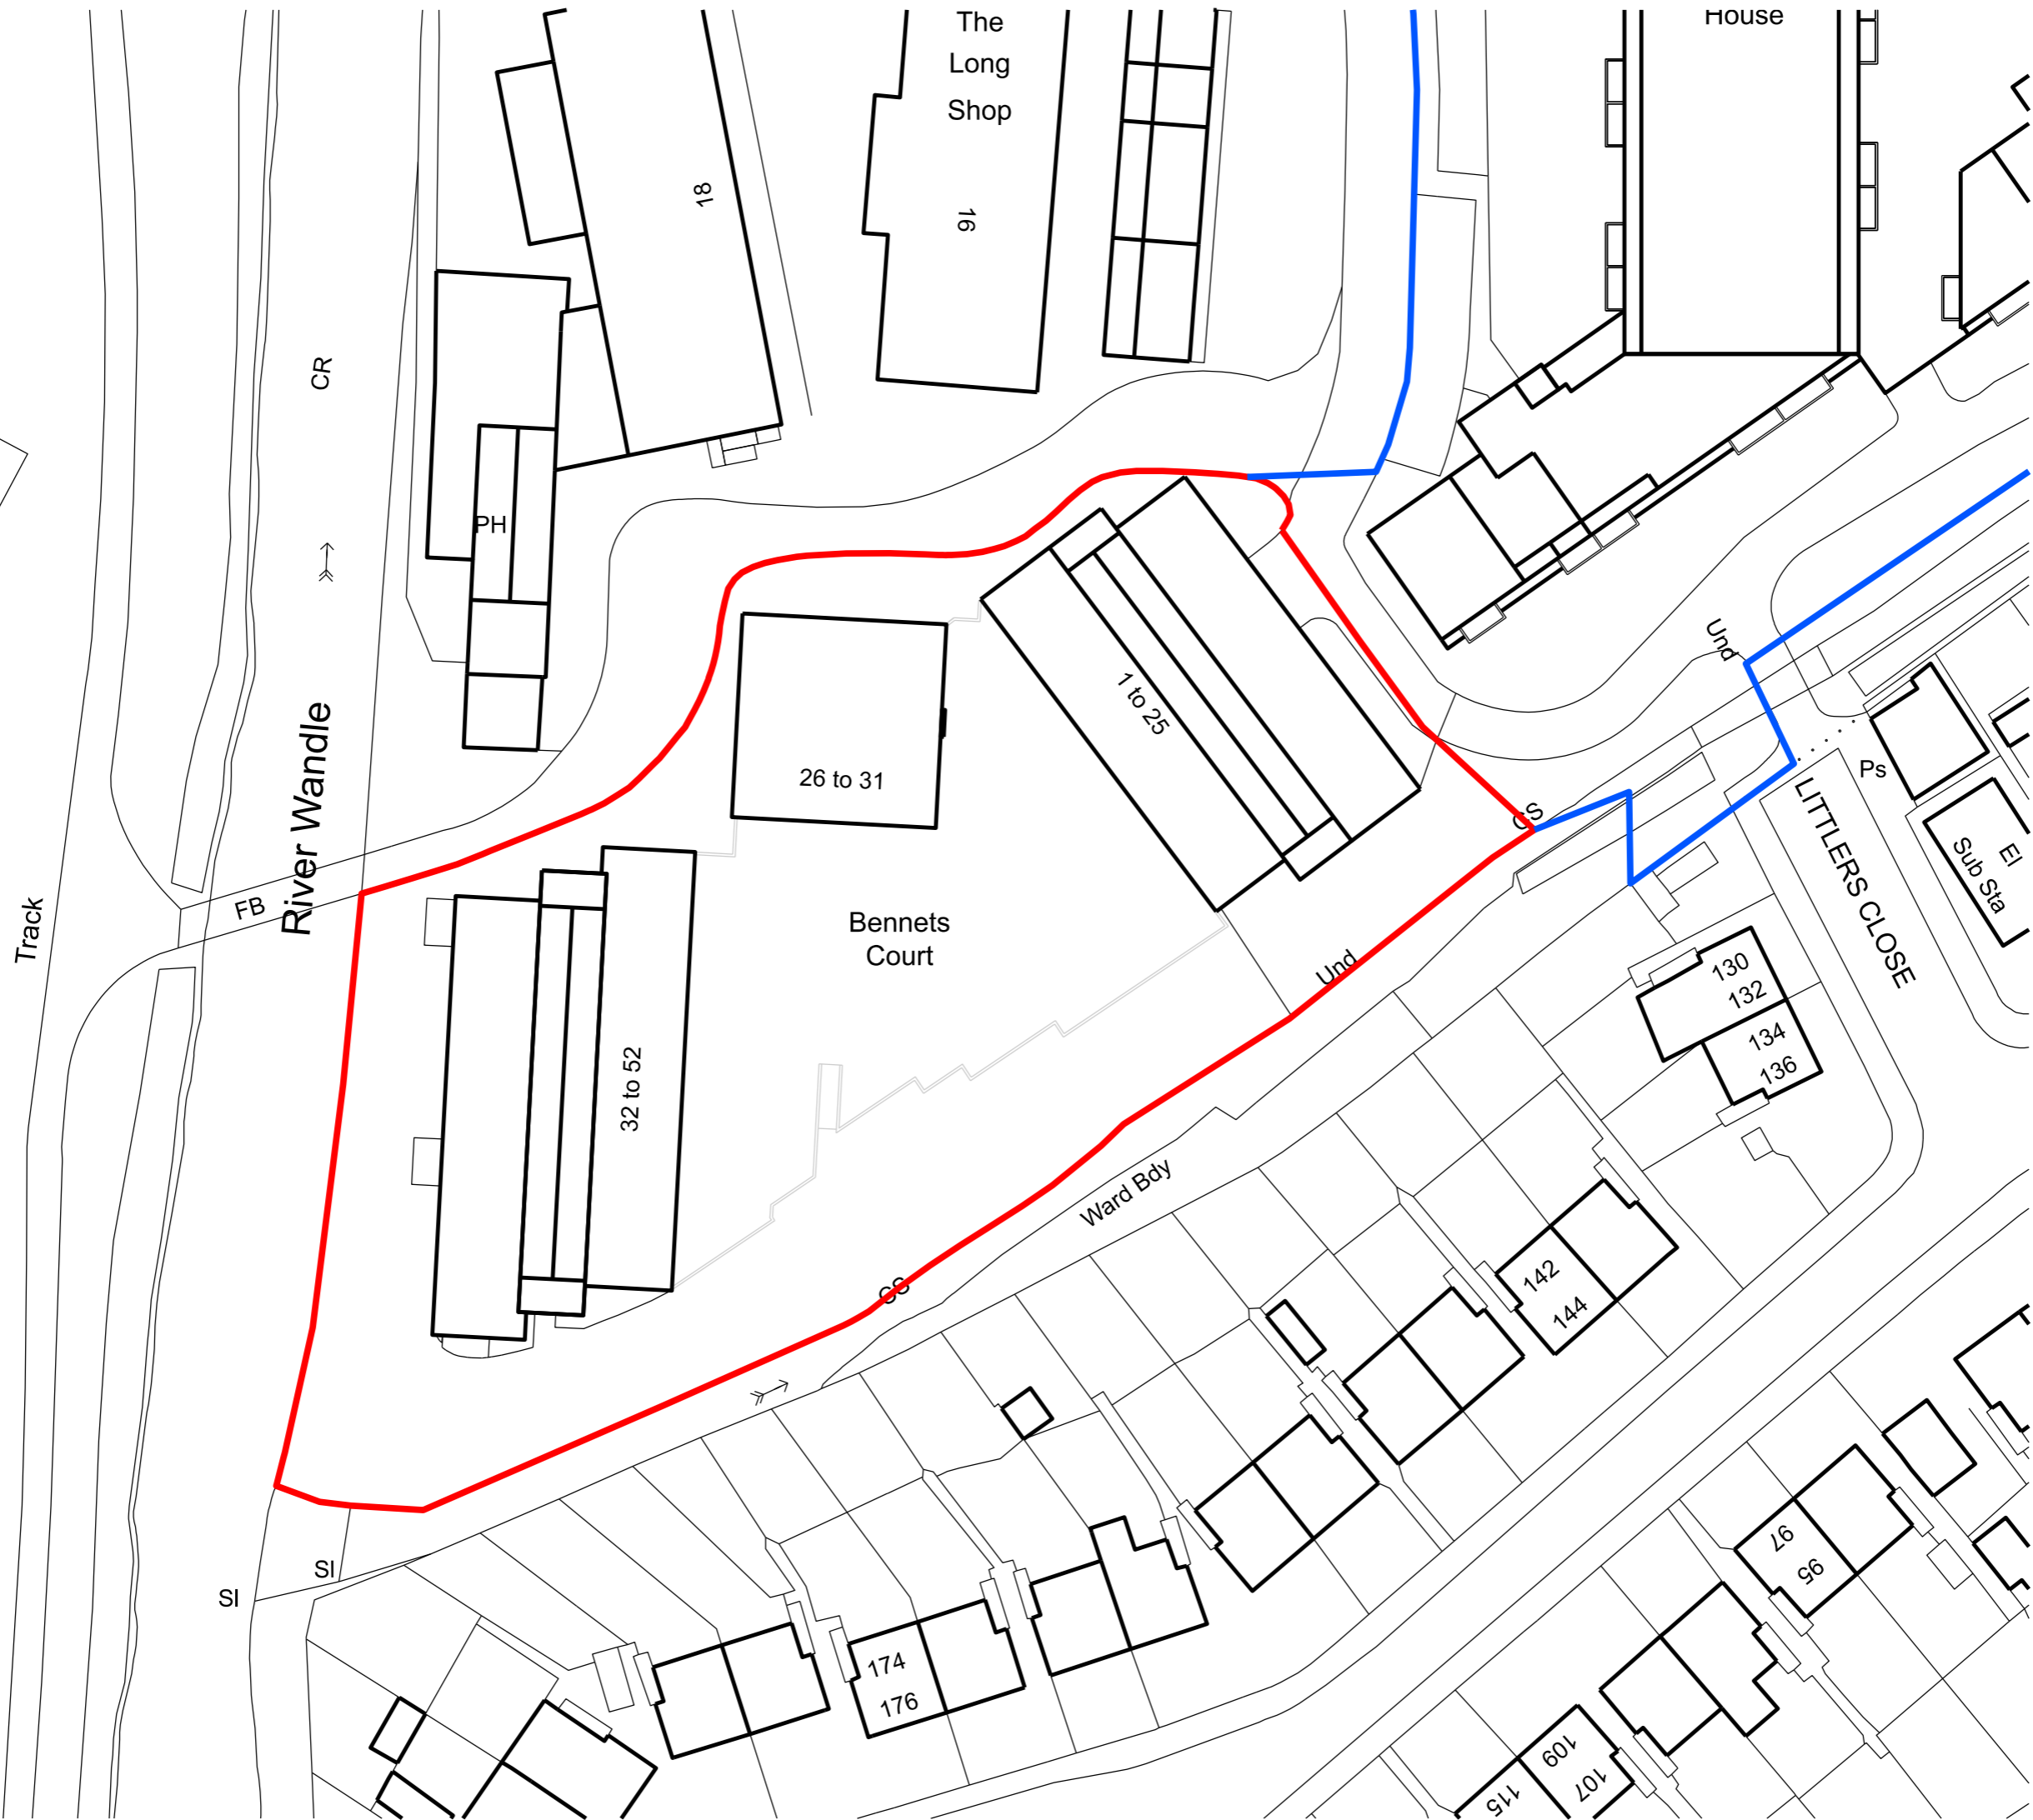 The
Long
Shop
House
18
16
CR
PH
Und
1 to 25
River Wandle
26 to 31
CS
Ps
LITTLERS CLOSE
El
Sub Sta
FB
Track
Bennets
Court
Und
130
132
134
136
32 to 52
Ward Bdy
CS
142
144
97
95
SI
SI
174
176
109
107
115